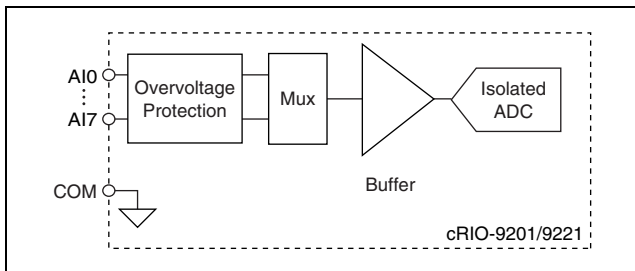 AI0
AI7
Overvoltage
Protection
Mux
Isolated
ADC
Buffer
COM
cRIO-9201/9221